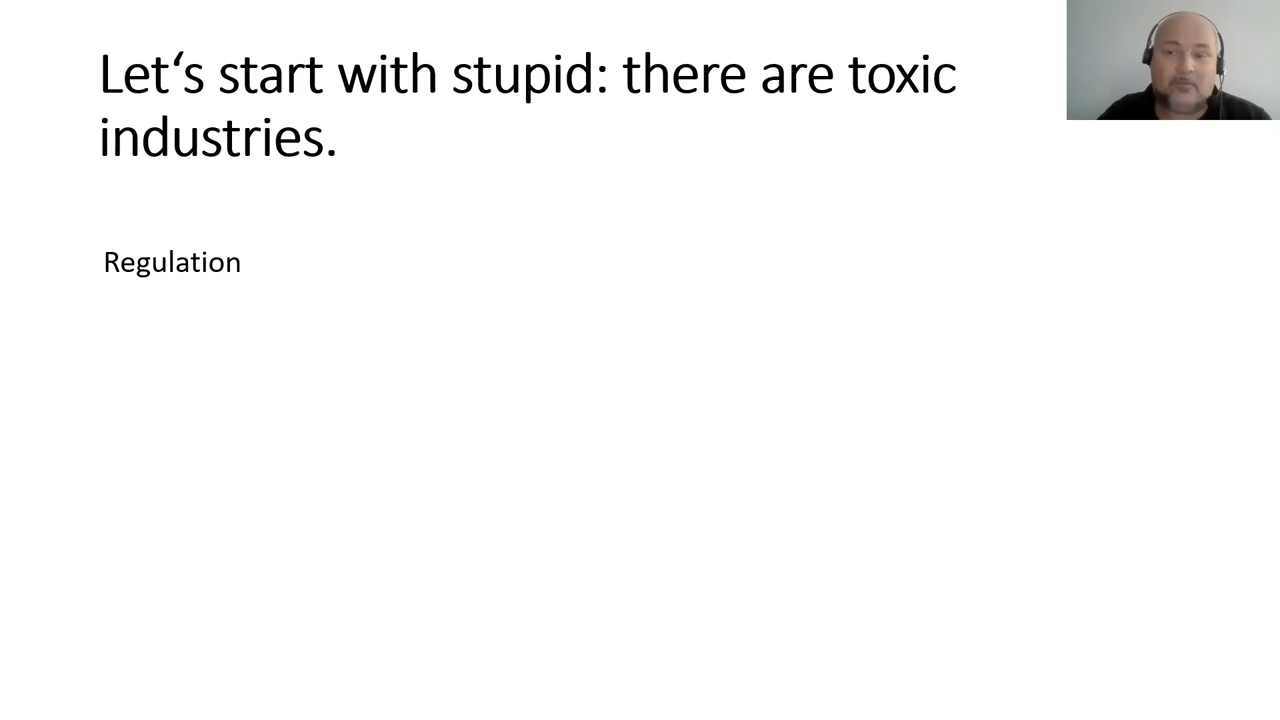 Let‘s start with stupid: there are toxic
industries.
Regulation